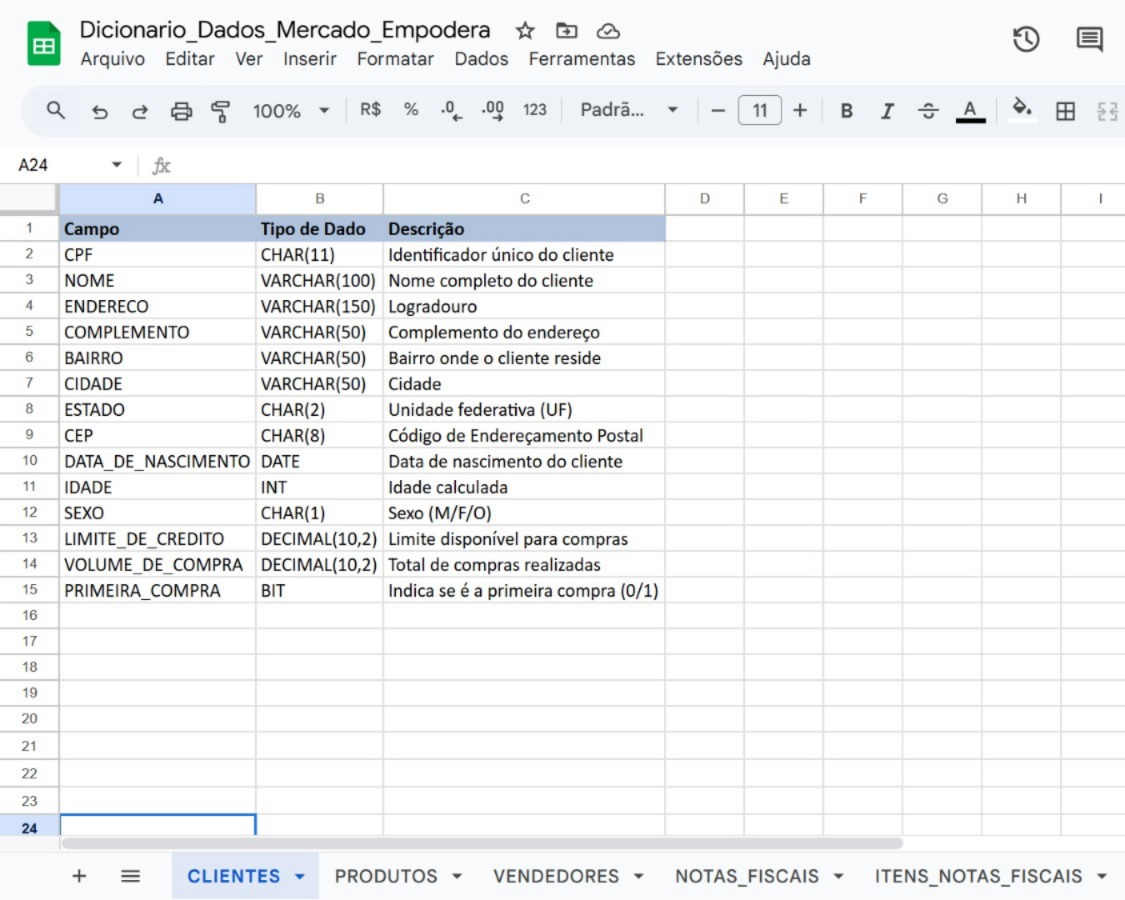 Dicionario_Dados_Mercado_Empodera
Arquivo Editar Ver Inserir Formatar Dados Ferramentas Extensões Ajuda
100% R$ % .0 .00 123 Padrã... − 11 + B I A
A24 fx
A B C D E F G H I
1 Campo Tipo de Dado Descrição
2 CPF CHAR(11) Identificador único do cliente
3 NOME VARCHAR(100) Nome completo do cliente
4 ENDERECO VARCHAR(150) Logradouro
5 COMPLEMENTO VARCHAR(50) Complemento do endereço
6 BAIRRO VARCHAR(50) Bairro onde o cliente reside
7 CIDADE VARCHAR(50) Cidade
8 ESTADO CHAR(2) Unidade federativa (UF)
9 CEP CHAR(8) Código de Endereçamento Postal
10 DATA_DE_NASCIMENTO DATE Data de nascimento do cliente
11 IDADE INT Idade calculada
12 SEXO CHAR(1) Sexo (M/F/O)
13 LIMITE_DE_CREDITO DECIMAL(10,2) Limite disponível para compras
14 VOLUME_DE_COMPRA DECIMAL(10,2) Total de compras realizadas
15 PRIMEIRA_COMPRA BIT Indica se é a primeira compra (0/1)
16
17
18
19
20
21
22
23
24
+ CLIENTES PRODUTOS VENDEDORES NOTAS_FISCAIS ITENS_NOTAS_FISCAIS